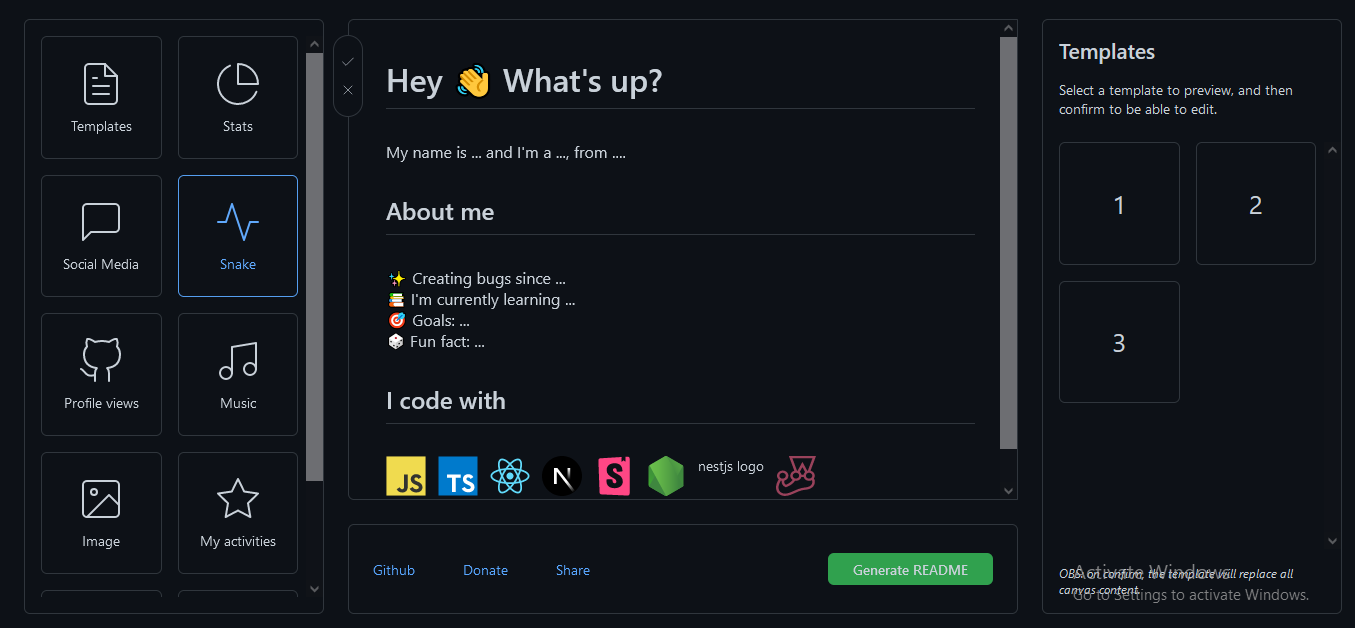 Templates
Stats
Social Media
Snake
Profile views
Music
Image
My activities
Hey 👋 What's up?
My name is ... and I'm a ..., from ....
About me
✨ Creating bugs since ...
📚 I'm currently learning ...
🎯 Goals: ...
🎲 Fun fact: ...
I code with
JS
TS
N
S
nestjs logo
Github
Donate
Share
Generate README
Templates
Select a template to preview, and then
confirm to be able to edit.
1
2
3
OBS: on confirm, the template will replace all
canvas content.
Activate Windows
Go to Settings to activate Windows.